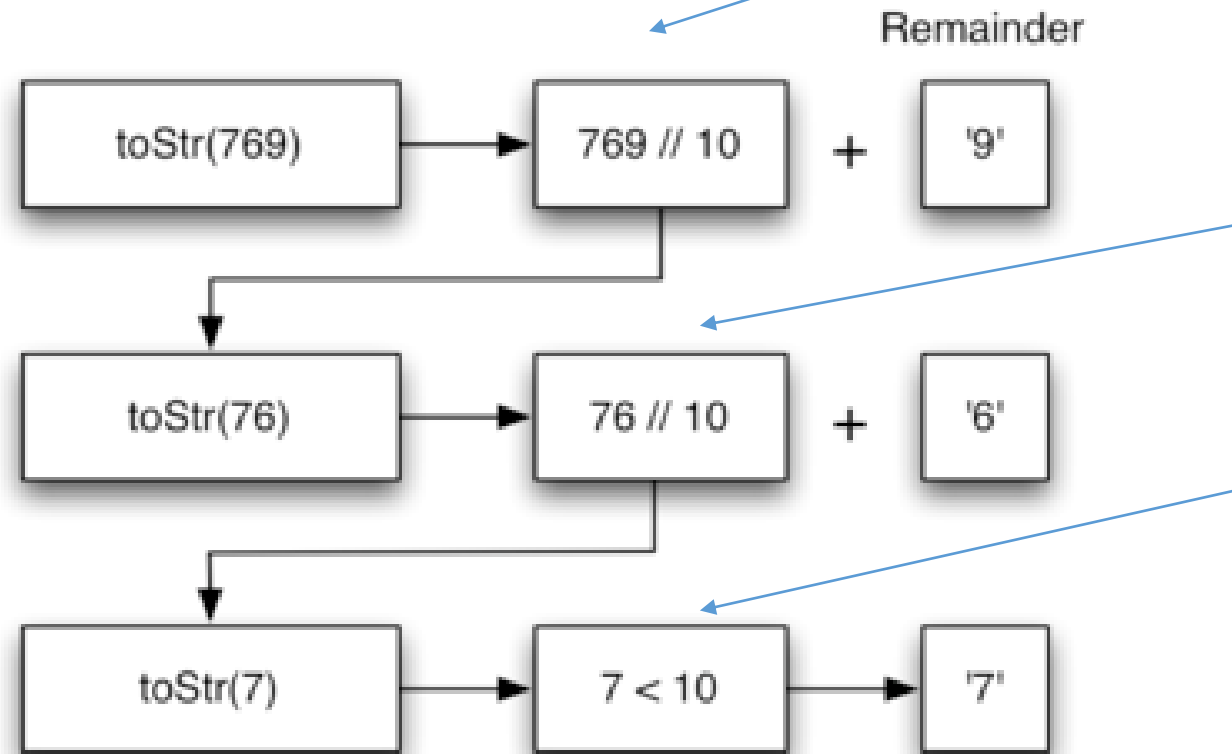 Remainder
toStr(769) 769 // 10 + '9'
toStr(76) 76 // 10 + '6'
toStr(7) 7 < 10 '7'